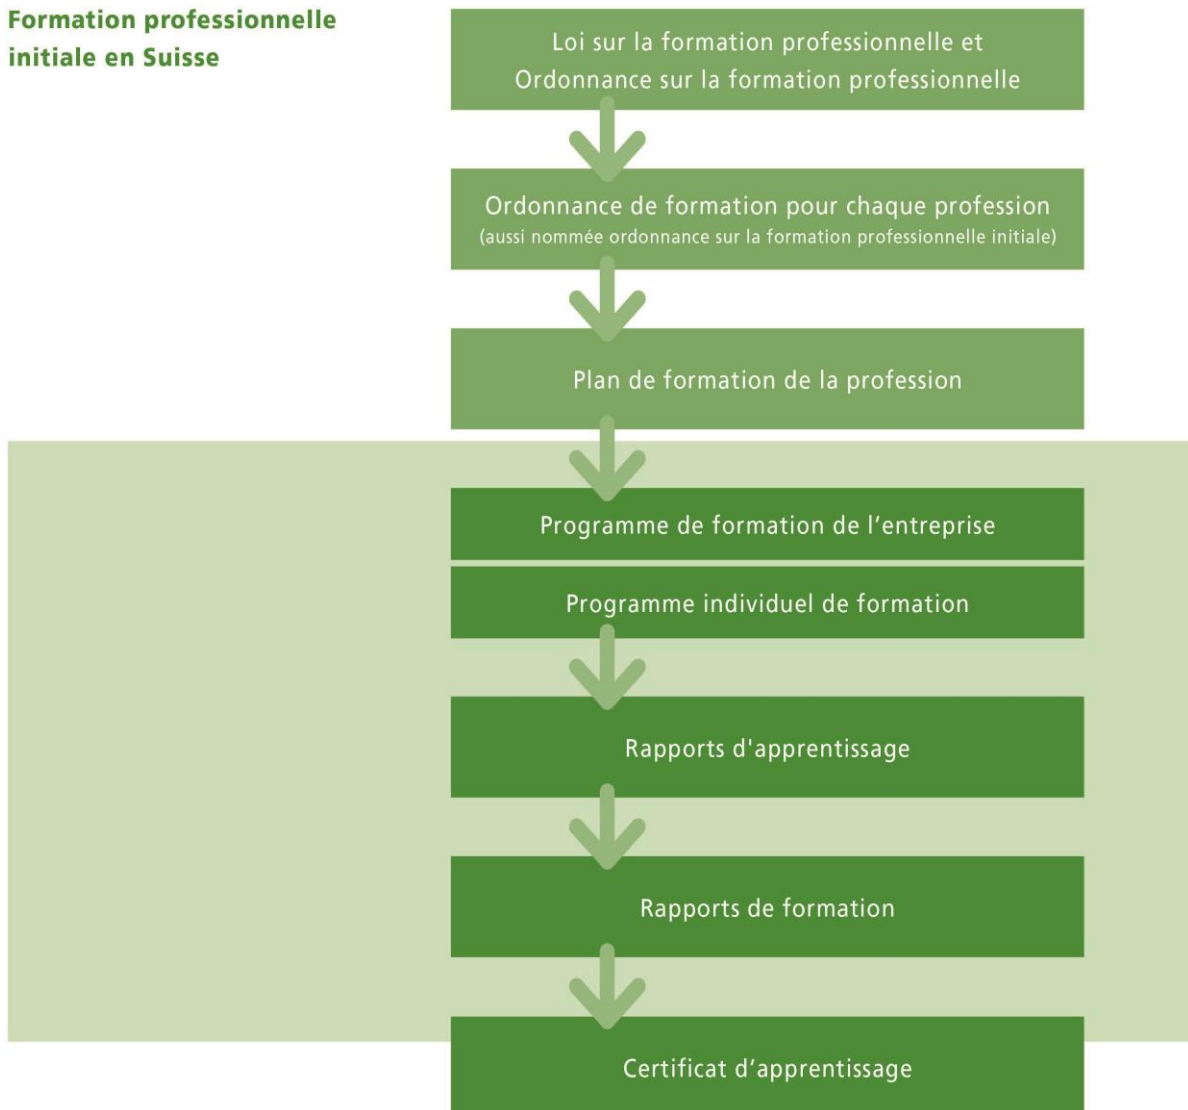 Formation professionnelle
initiale en Suisse
Loi sur la formation professionnelle et
Ordonnance sur la formation professionnelle
Ordonnance de formation pour chaque profession
(aussi nommée ordonnance sur la formation professionnelle initiale)
Plan de formation de la profession
Programme de formation de l’entreprise
Programme individuel de formation
Rapports d'apprentissage
Rapports de formation
Certificat d’apprentissage